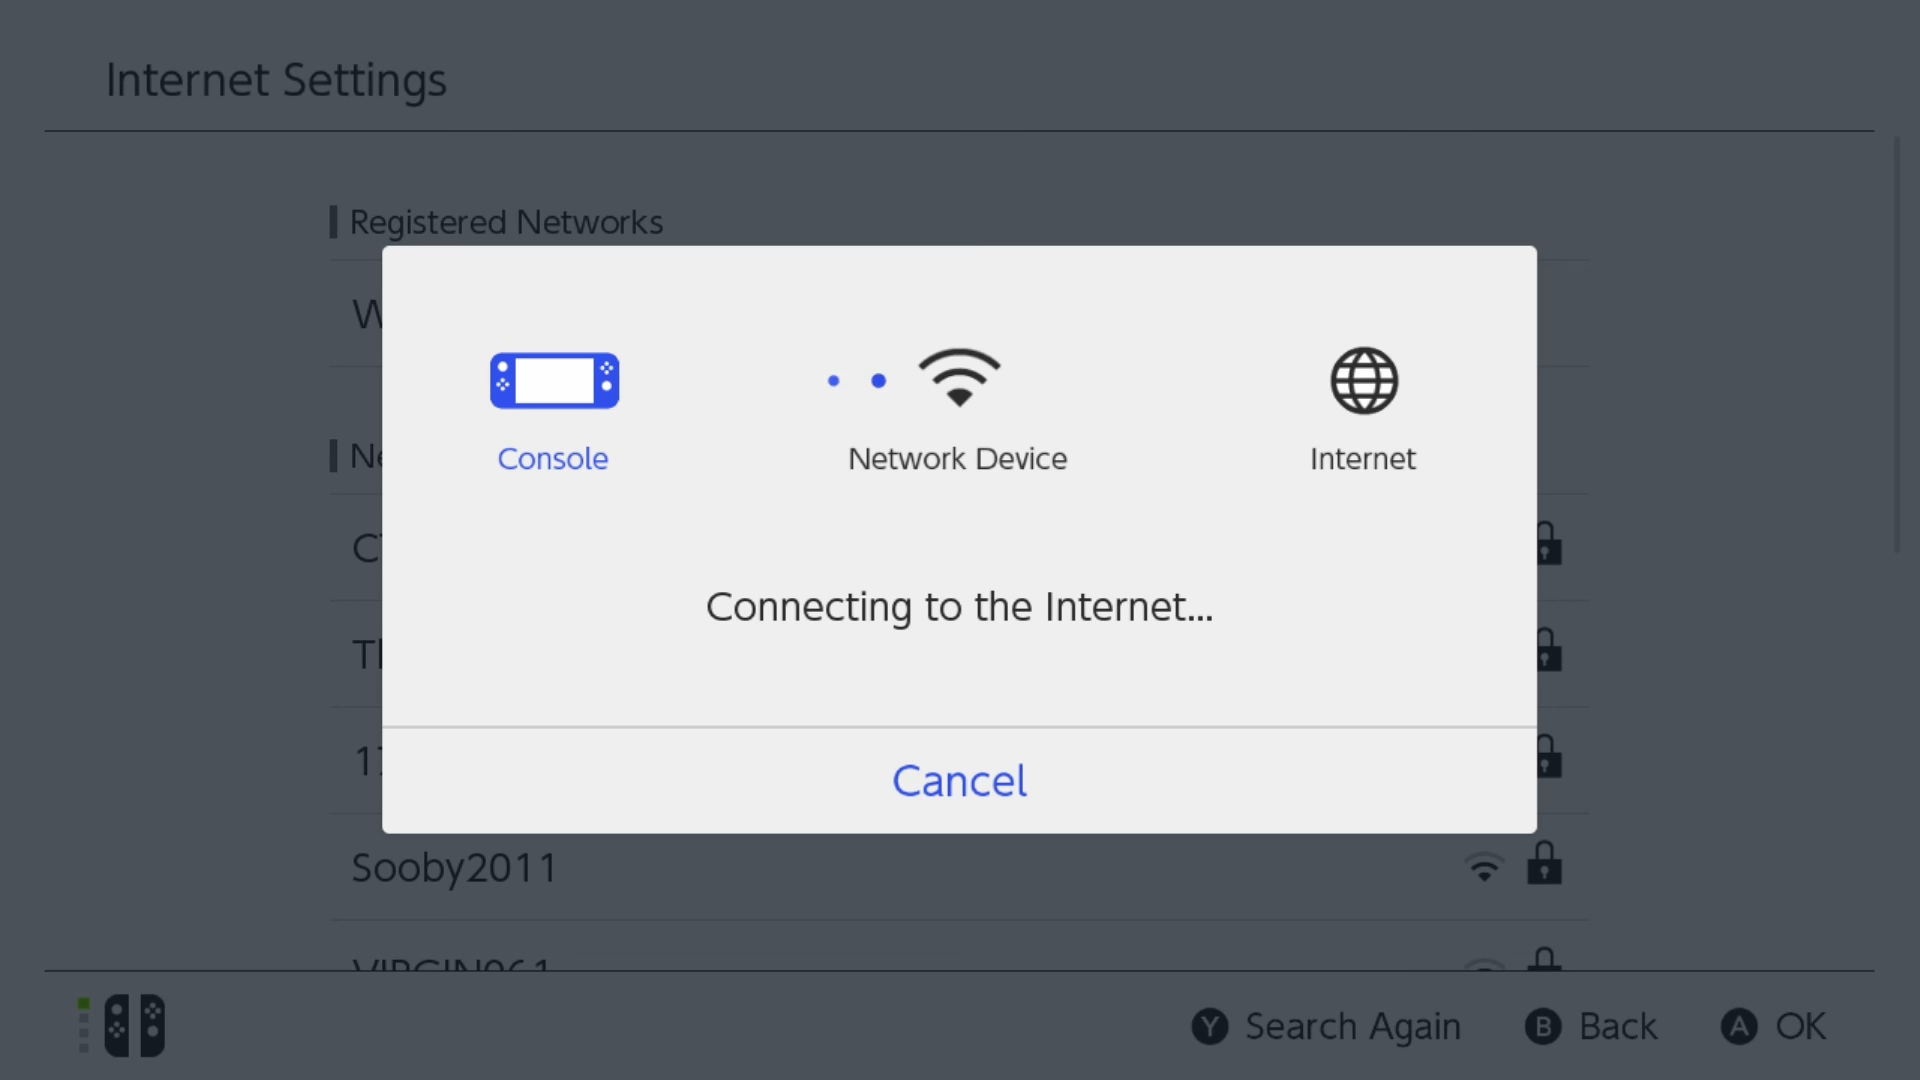 Internet Settings
Registered Networks
Console
Network Device
Internet
Connecting to the Internet...
Cancel
Sooby2011
Y Search Again
B Back
A OK